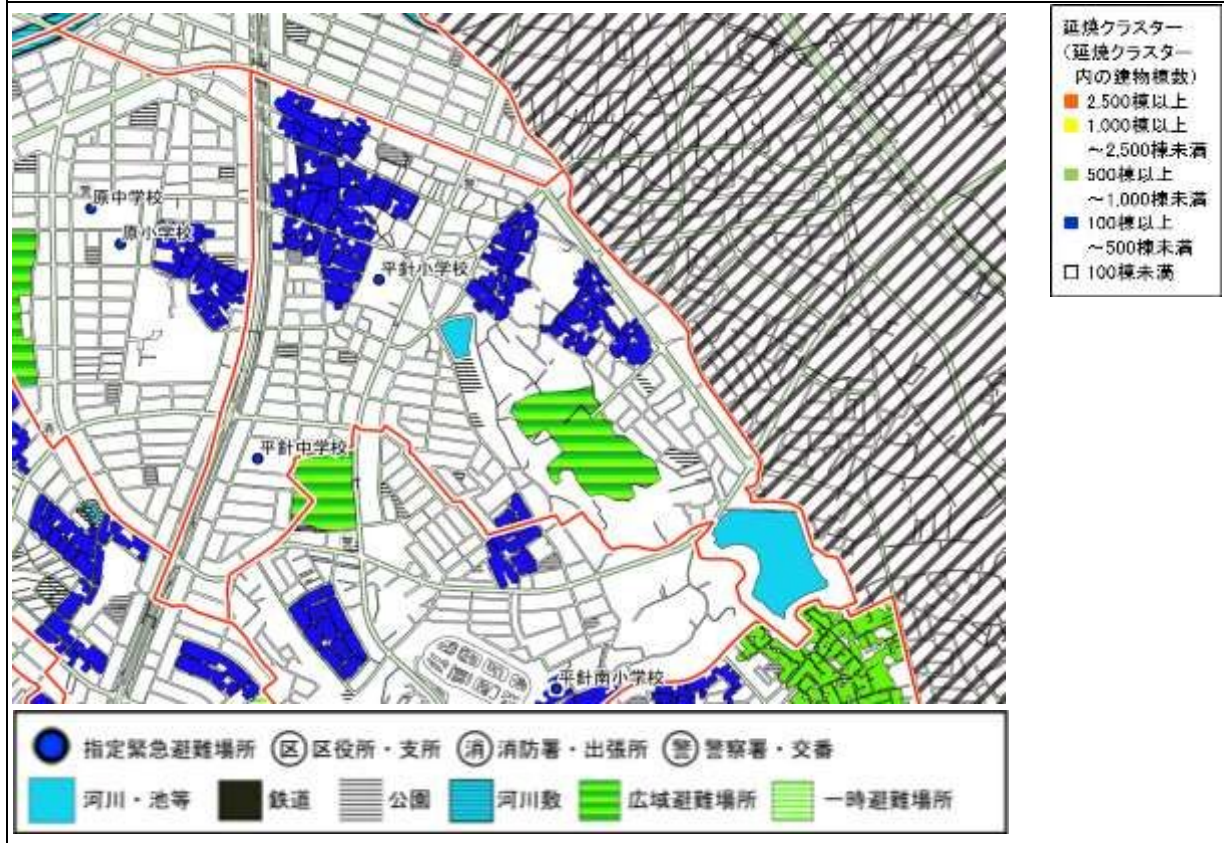 延焼クラスター
(延焼クラスター
内の建物棟数)
2,500棟以上
1,000棟以上
～2,500棟未満
500棟以上
～1,000棟未満
100棟以上
～500棟未満
100棟未満
原中学校
原小学校
平針小学校
平針中学校
平針南小学校
指定緊急避難場所 区 区役所・支所 消 消防署・出張所 警 警察署・交番
河川・池等 鉄道 公園 河川敷 広域避難場所 一時避難場所